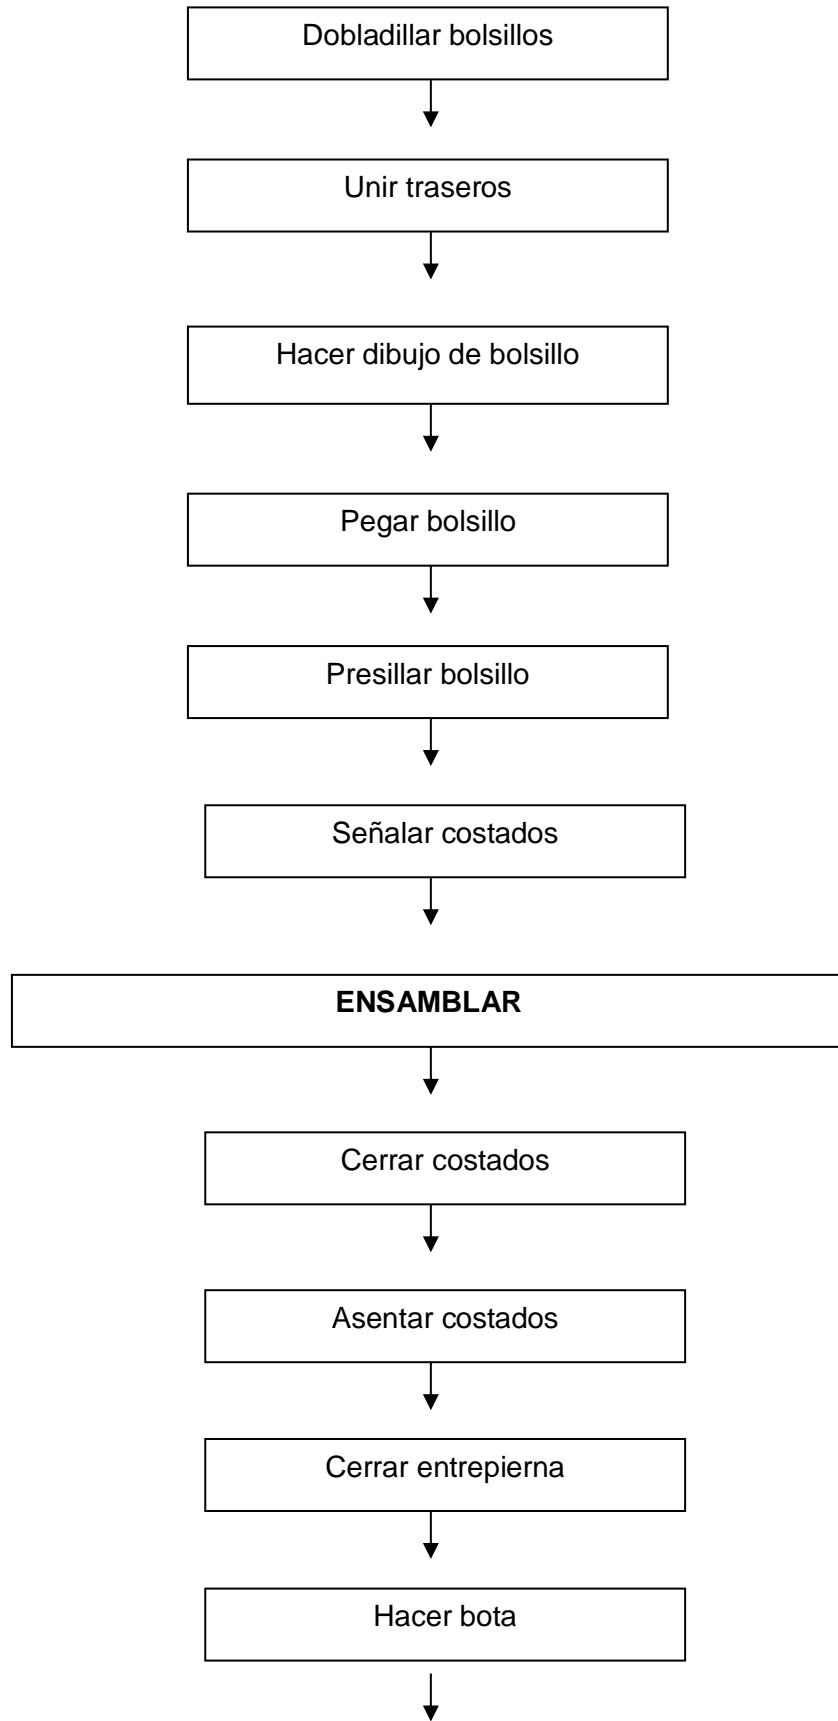 Dobladillar bolsillos
Unir traseros
Hacer dibujo de bolsillo
Pegar bolsillo
Presillar bolsillo
Señalar costados
ENSAMBLAR
Cerrar costados
Asentar costados
Cerrar entrepierna
Hacer bota